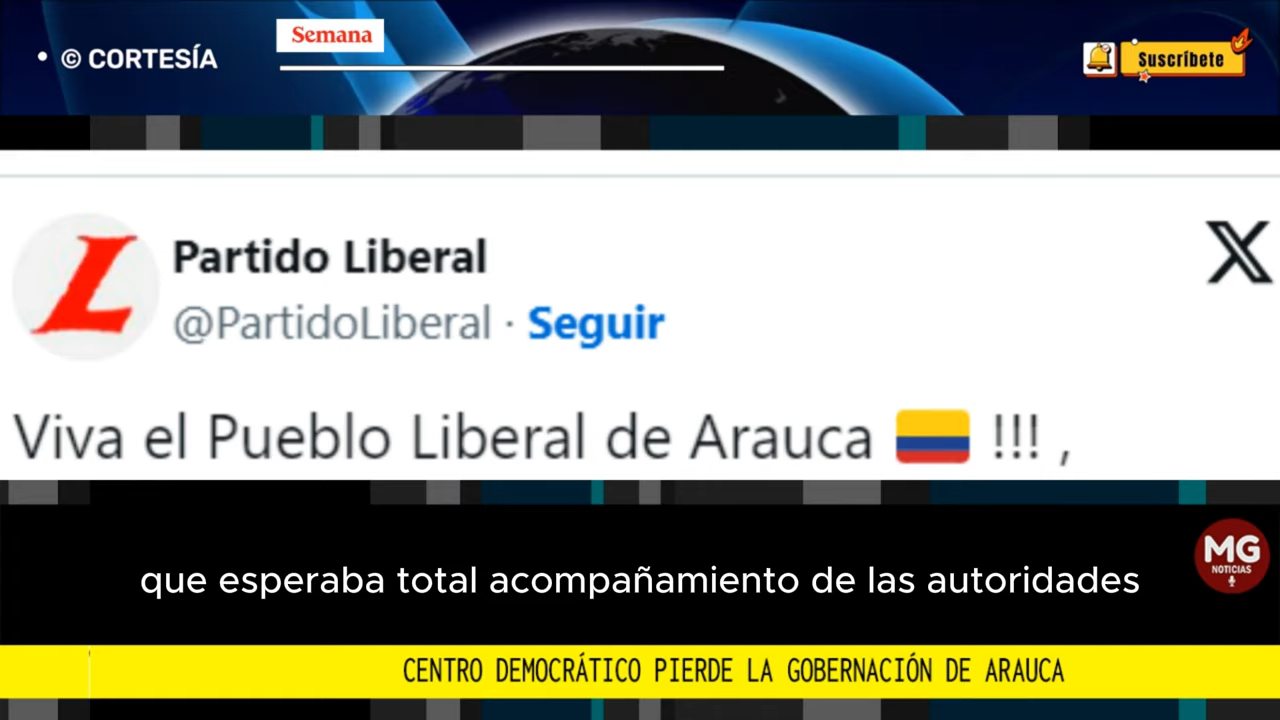 • © CORTESÍA
Semana
Suscríbete
Partido Liberal
@PartidoLiberal · Seguir
Viva el Pueblo Liberal de Arauca 🇨🇴 !!! ,
que esperaba total acompañamiento de las autoridades
MG
NOTICIAS
CENTRO DEMOCRÁTICO PIERDE LA GOBERNACIÓN DE ARAUCA